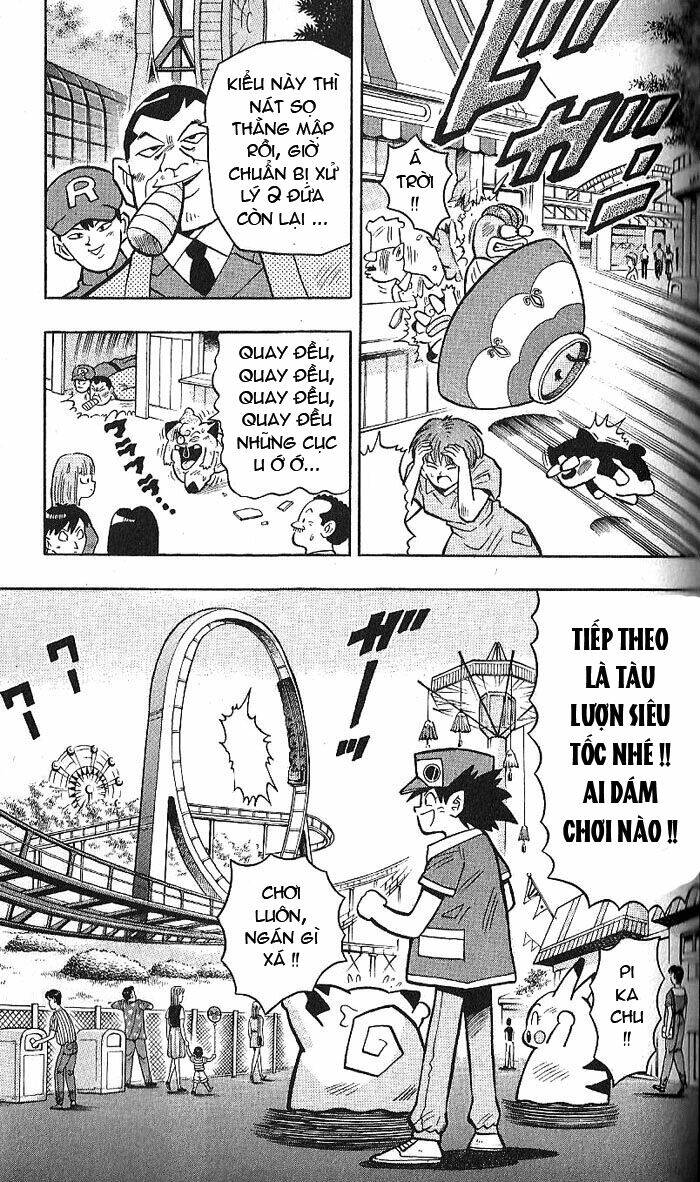 Á
TRỜI
!!
KIỂU NÀY THÌ
NÁT SỌ
THẰNG MẬP
RỒI, GIỜ
CHUẨN BỊ XỬ
LÝ 2 ĐỨA
CÒN LẠI ...
R
QUAY ĐỀU,
QUAY ĐỀU,
QUAY ĐỀU,
QUAY ĐỀU
NHỮNG CỤC
U Ớ Ớ...
TIẾP THEO
LÀ TÀU
LƯỢN SIÊU
TỐC NHÉ !!
AI DÁM
CHƠI NÀO !!
CHƠI
LUÔN,
NGÁN GÌ
XÁ !!
PI
KA
CHU
!!